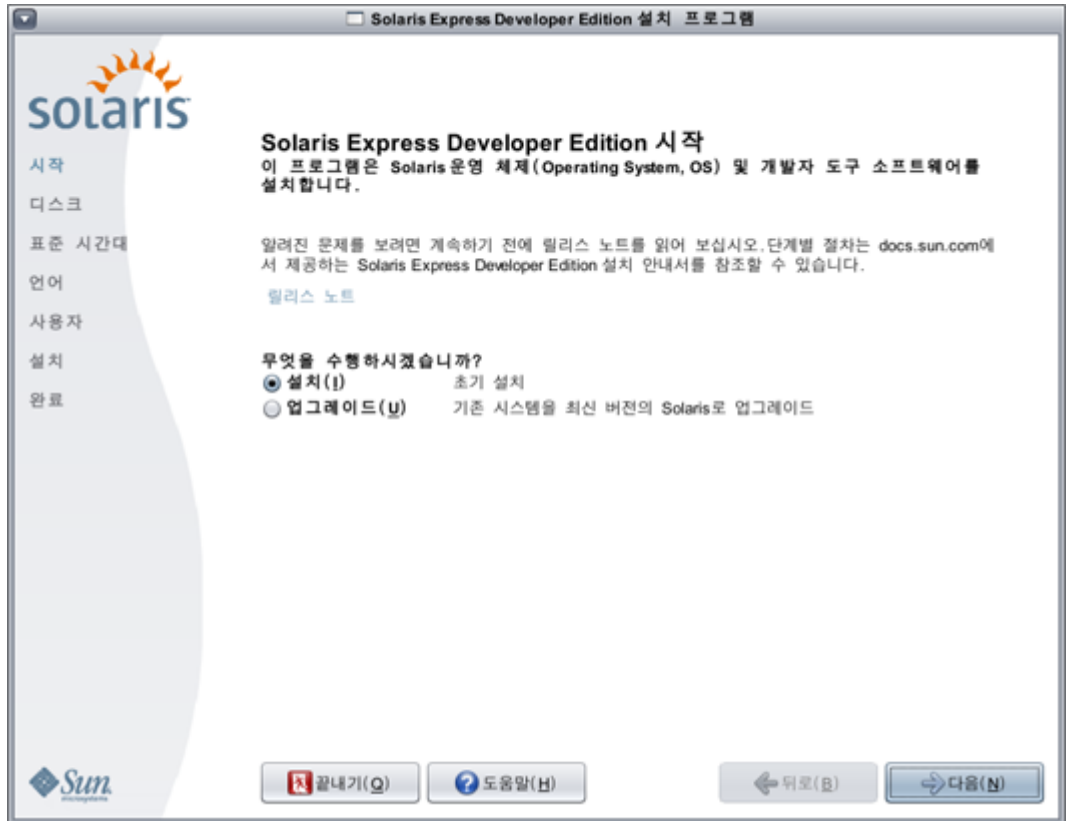 Solaris Express Developer Edition 설치 프로그램
solaris
시작
디스크
표준 시간대
언어
사용자
설치
완료
Solaris Express Developer Edition 시작
이 프로그램은 Solaris 운영 체제(Operating System, OS) 및 개발자 도구 소프트웨어를
설치합니다.
알려진 문제를 보려면 계속하기 전에 릴리스 노트를 읽어 보십시오.단계별 절차는 docs.sun.com에
서 제공하는 Solaris Express Developer Edition 설치 안내서를 참조할 수 있습니다.
릴리스 노트
무엇을 수행하시겠습니까?
설치(I) 초기 설치
업그레이드(U) 기존 시스템을 최신 버전의 Solaris로 업그레이드
Sun
microsystems
끝내기(Q) 도움말(H) 뒤로(B) 다음(N)